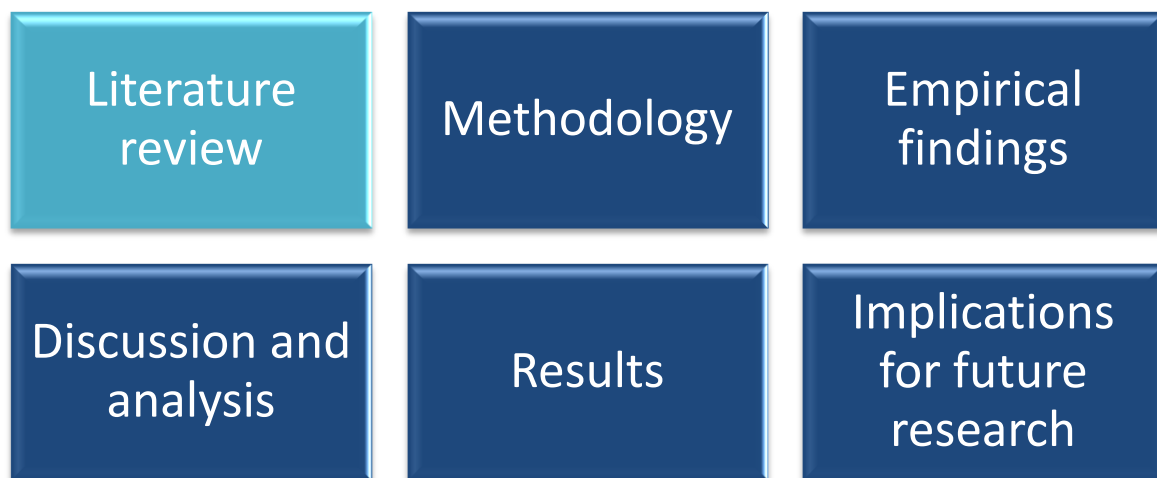 Literature
review
Methodology
Empirical
findings
Discussion and
analysis
Results
Implications
for future
research